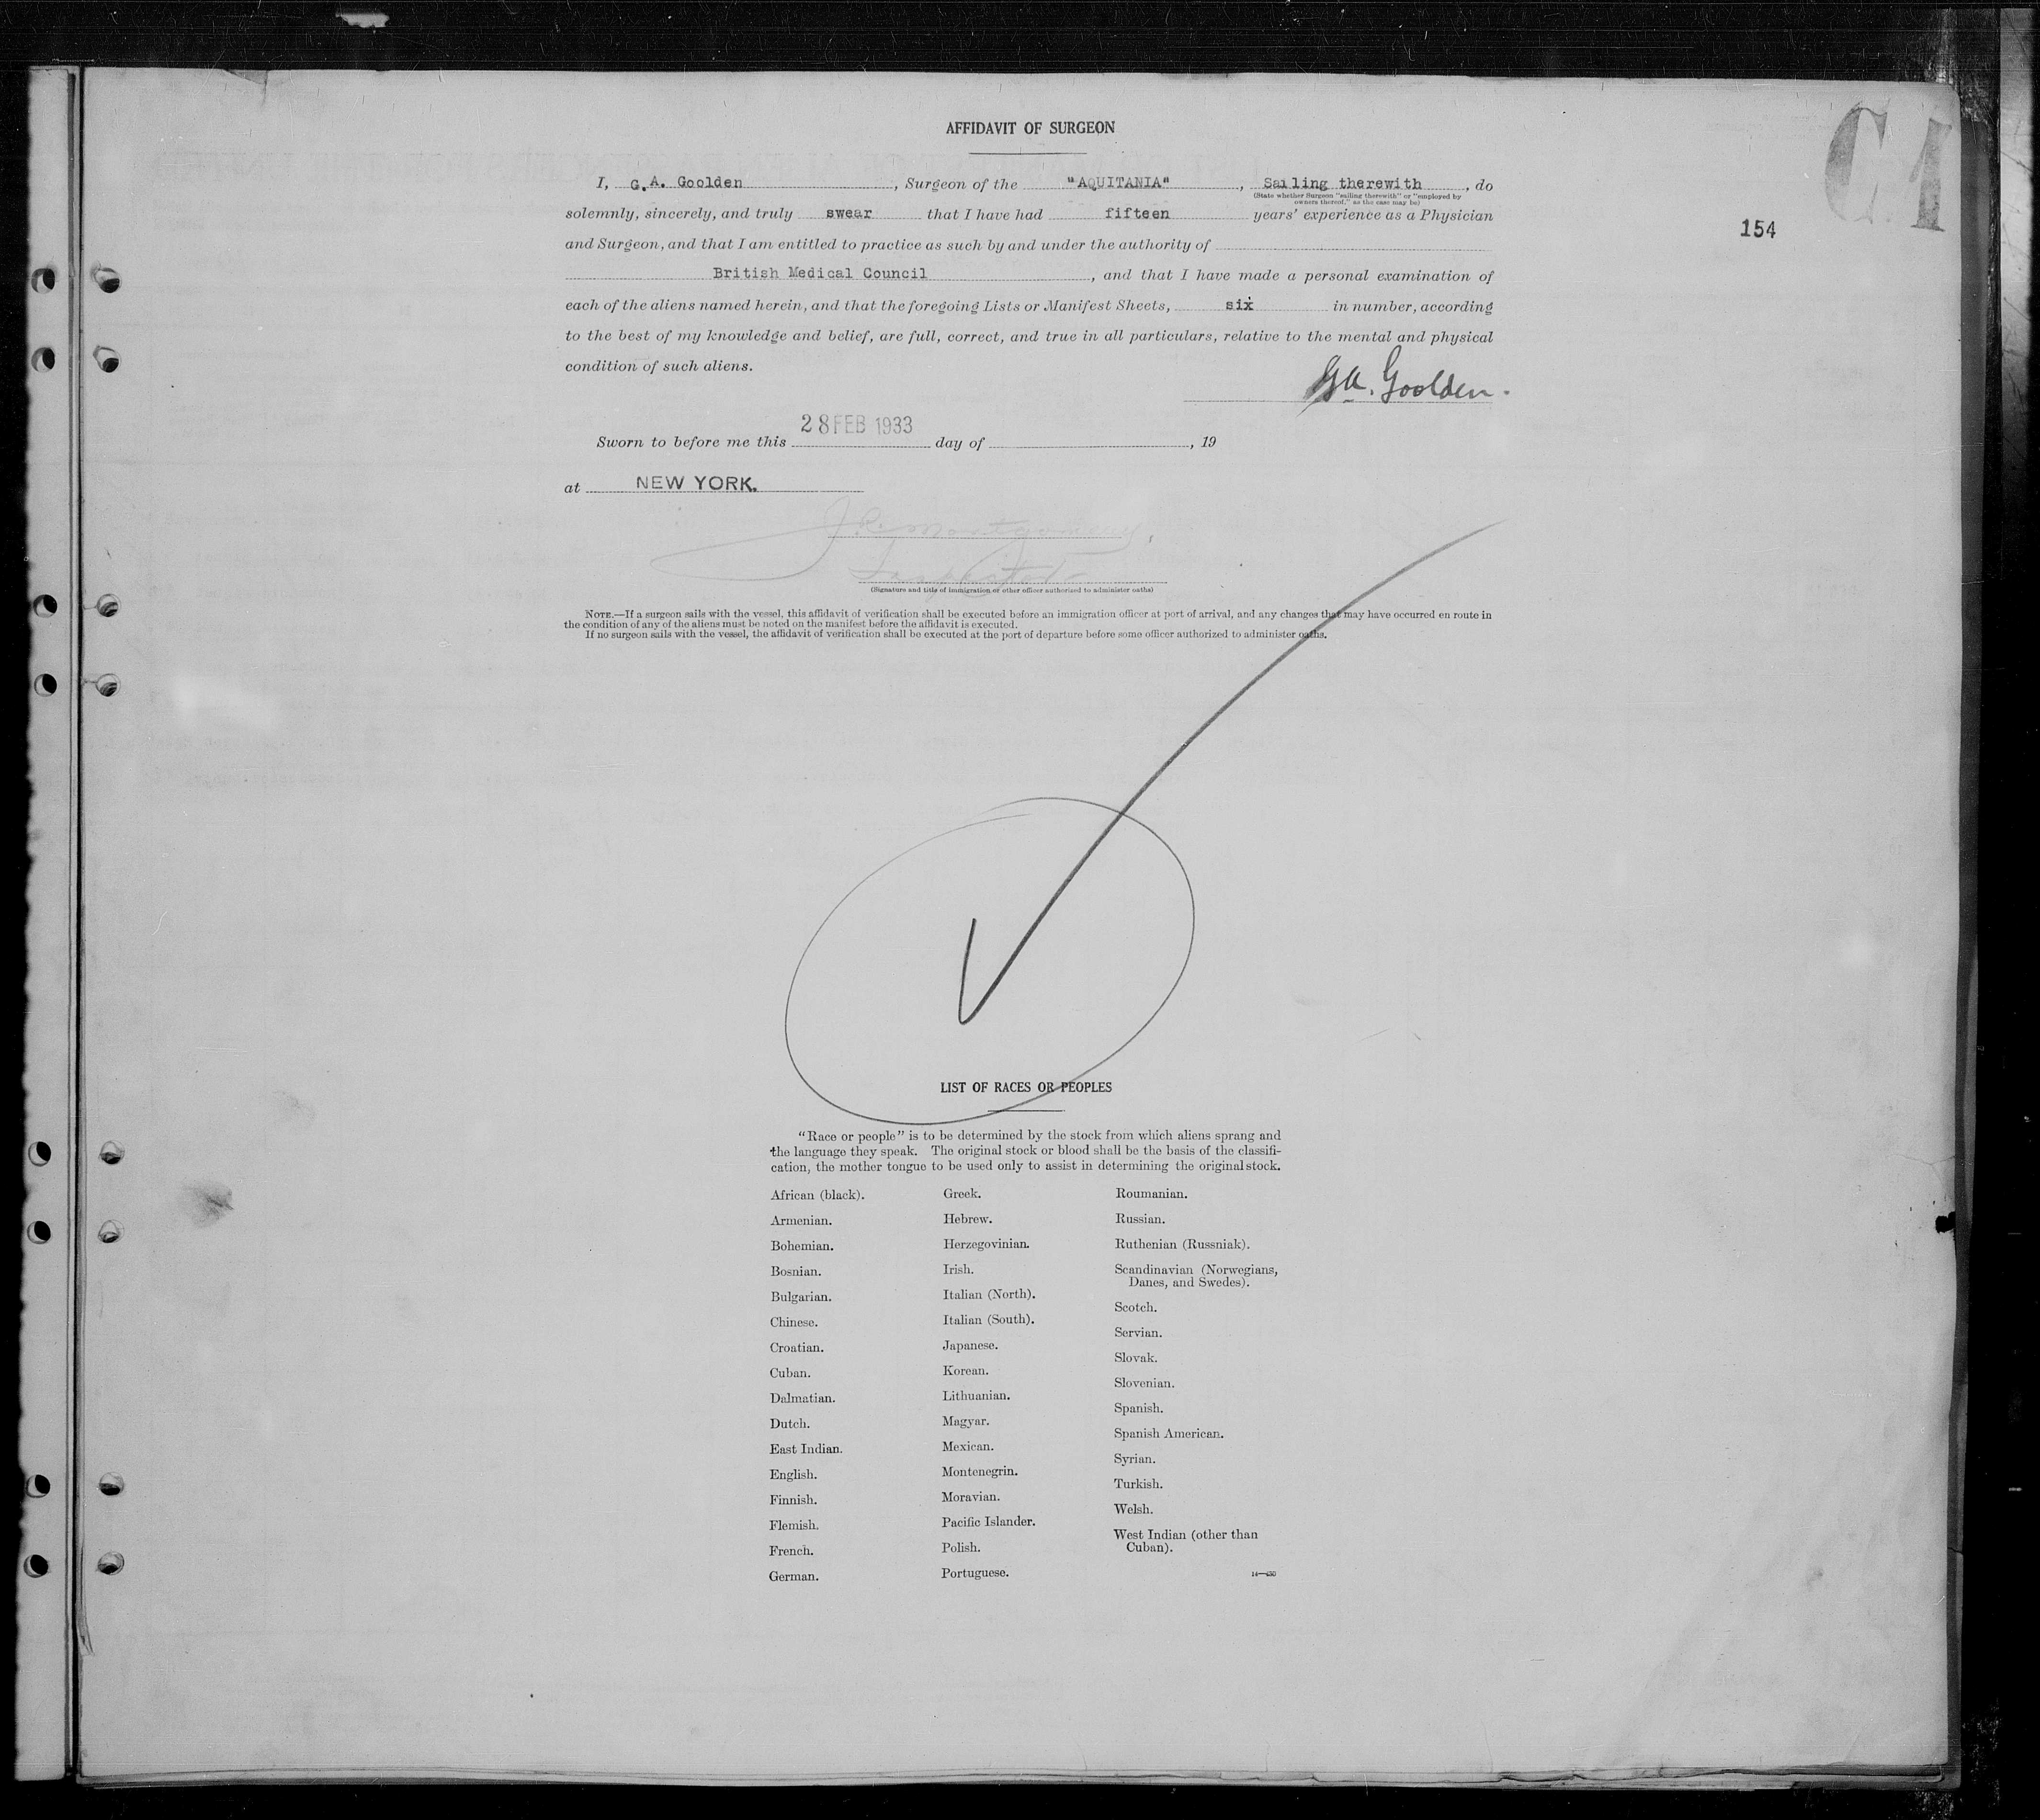 AFFIDAVIT OF SURGEON
C1
154
I, G.A. Goolden, Surgeon of the "AQUITANIA", Sailing therewith, do
(State whether Surgeon "sailing therewith" or "employed by
owners thereof," as the case may be)
solemnly, sincerely, and truly swear that I have had fifteen years' experience as a Physician
and Surgeon, and that I am entitled to practice as such by and under the authority of
British Medical Council, and that I have made a personal examination of
each of the aliens named herein, and that the foregoing Lists or Manifest Sheets, six in number, according
to the best of my knowledge and belief, are full, correct, and true in all particulars, relative to the mental and physical
condition of such aliens.
G.A. Goolden.
28 FEB 1933
Sworn to before me this day of , 19
at NEW YORK.
J. R. Montgomery
Inspector
(Signature and title of immigration or other officer authorized to administer oaths)
NOTE.—If a surgeon sails with the vessel, this affidavit of verification shall be executed before an immigration officer at port of arrival, and any changes that may have occurred en route in
the condition of any of the aliens must be noted on the manifest before the affidavit is executed.
If no surgeon sails with the vessel, the affidavit of verification shall be executed at the port of departure before some officer authorized to administer oaths.
LIST OF RACES OR PEOPLES
"Race or people" is to be determined by the stock from which aliens sprang and
the language they speak. The original stock or blood shall be the basis of the classifi-
cation, the mother tongue to be used only to assist in determining the original stock.
African (black).
Armenian.
Bohemian.
Bosnian.
Bulgarian.
Chinese.
Croatian.
Cuban.
Dalmatian.
Dutch.
East Indian.
English.
Finnish.
Flemish.
French.
German.
Greek.
Hebrew.
Herzegovinian.
Irish.
Italian (North).
Italian (South).
Japanese.
Korean.
Lithuanian.
Magyar.
Mexican.
Montenegrin.
Moravian.
Pacific Islander.
Polish.
Portuguese.
Roumanian.
Russian.
Ruthenian (Russniak).
Scandinavian (Norwegians,
Danes, and Swedes).
Scotch.
Servian.
Slovak.
Slovenian.
Spanish.
Spanish American.
Syrian.
Turkish.
Welsh.
West Indian (other than
Cuban).